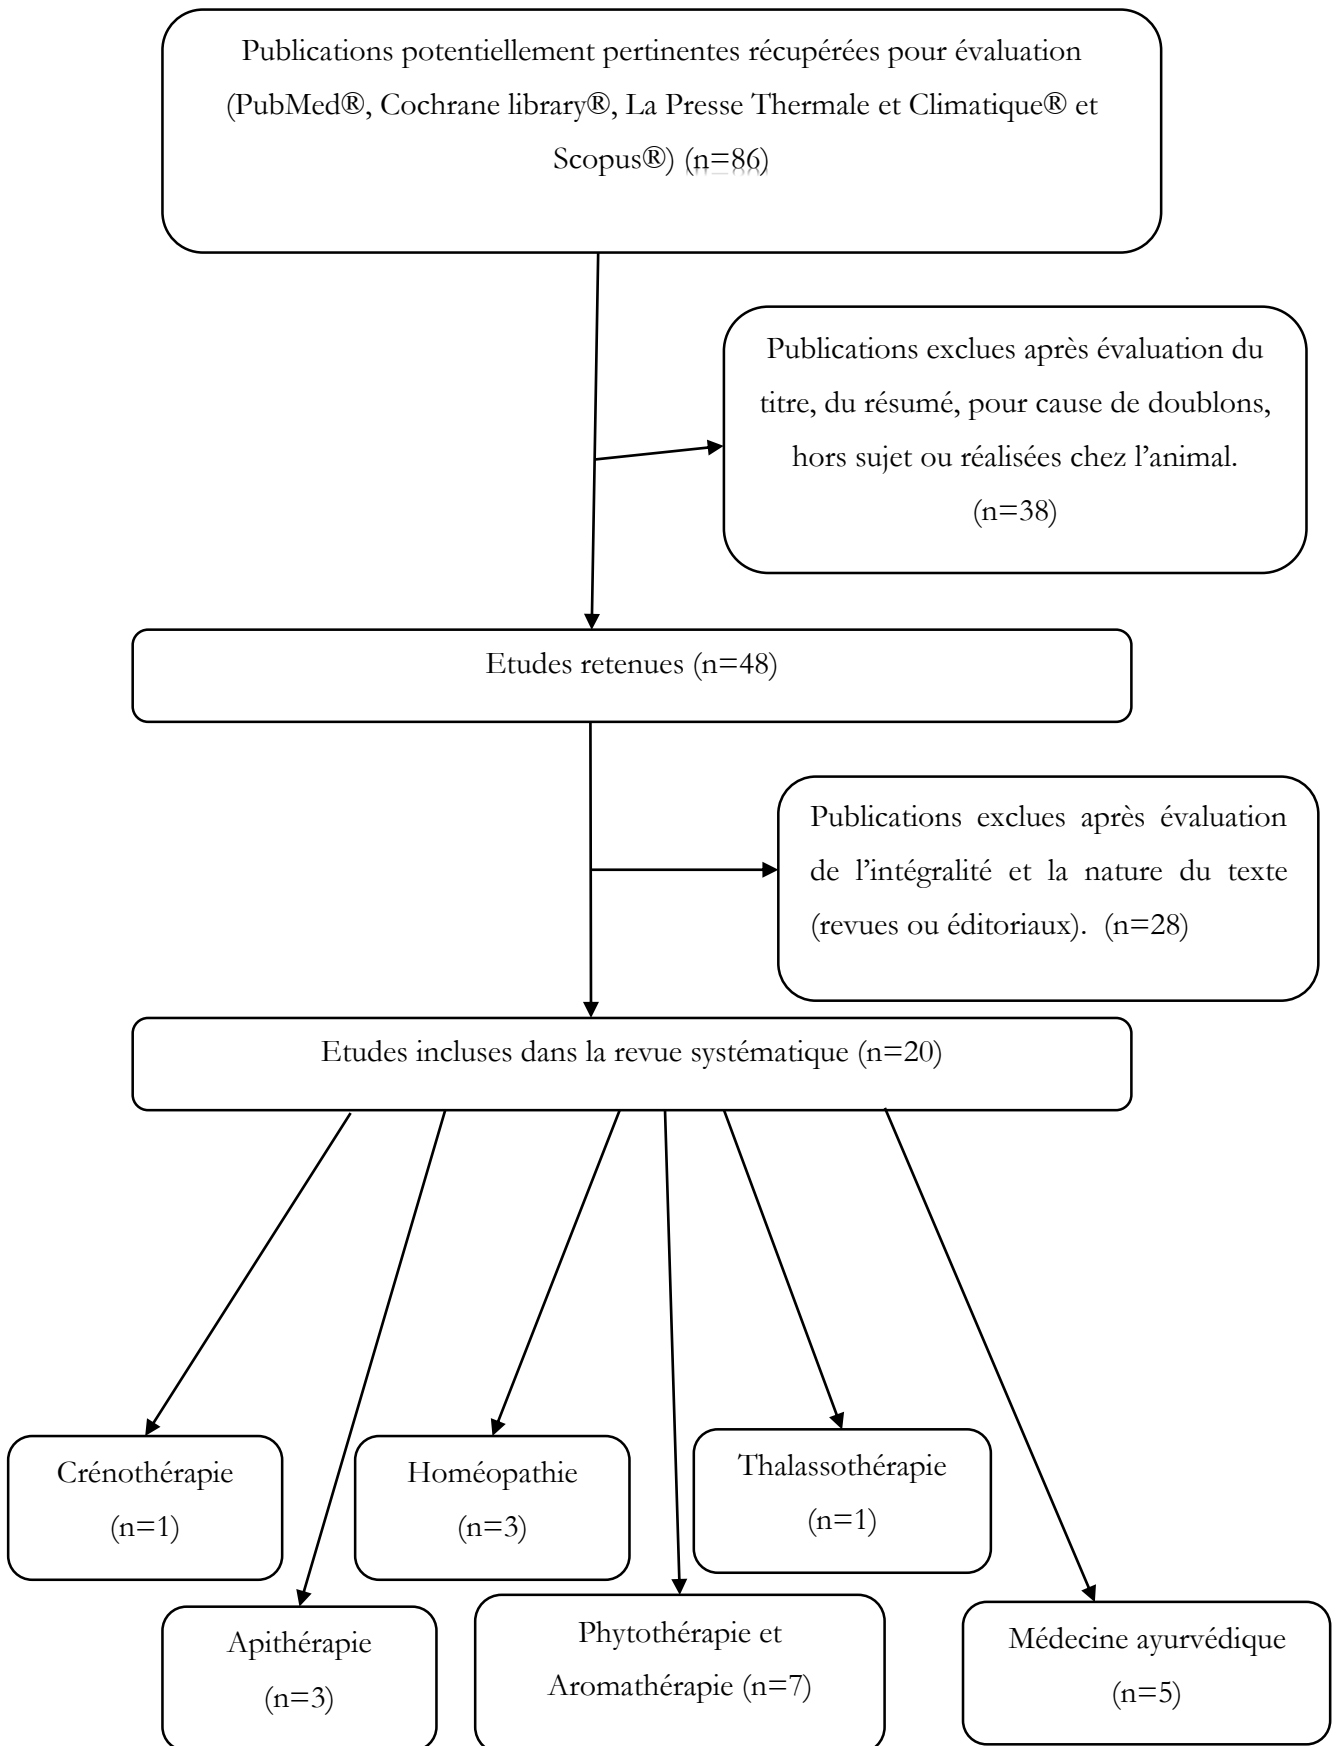 Publications potentiellement pertinentes récupérées pour évaluation
(PubMed®, Cochrane library®, La Presse Thermale et Climatique® et
Scopus®) (n=86)
Publications exclues après évaluation du
titre, du résumé, pour cause de doublons,
hors sujet ou réalisées chez l’animal.
(n=38)
Etudes retenues (n=48)
Publications exclues après évaluation
de l’intégralité et la nature du texte
(revues ou éditoriaux). (n=28)
Etudes incluses dans la revue systématique (n=20)
Crénothérapie
(n=1)
Homéopathie
(n=3)
Thalassothérapie
(n=1)
Apithérapie
(n=3)
Phytothérapie et
Aromathérapie (n=7)
Médecine ayurvédique
(n=5)